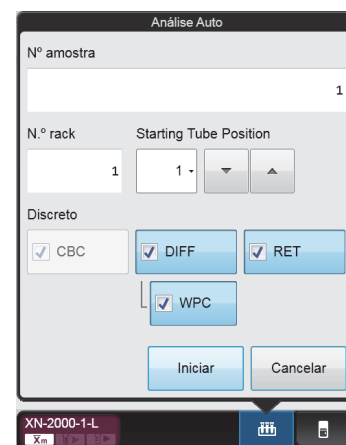 Análise Auto
Nº amostra
1
N.º rack Starting Tube Position
1 1
Discreto
CBC DIFF RET
WPC
Iniciar Cancelar
XN-2000-1-L
Xm